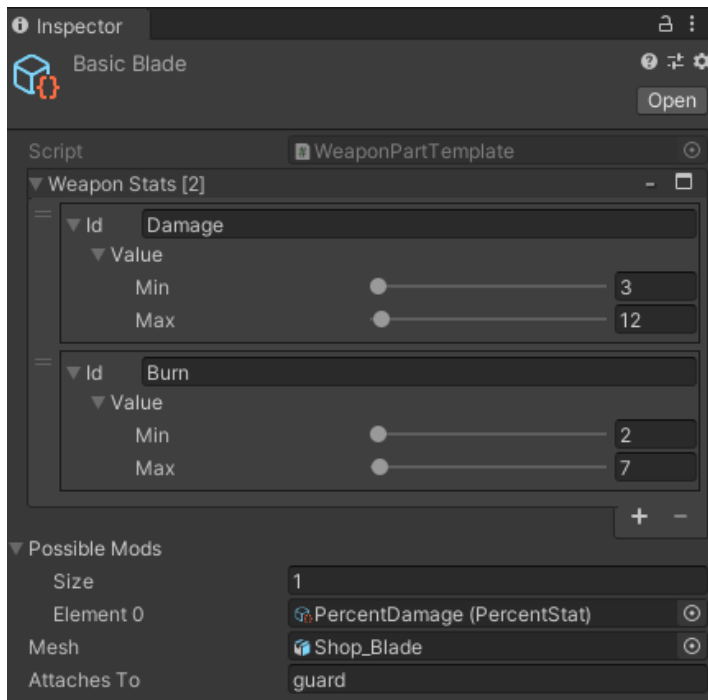 Inspector
Basic Blade
Open
Script WeaponPartTemplate
Weapon Stats [2]
Id Damage
Value
Min 3
Max 12
Id Burn
Value
Min 2
Max 7
Possible Mods
Size 1
Element 0 PercentDamage (PercentStat)
Mesh Shop_Blade
Attaches To guard